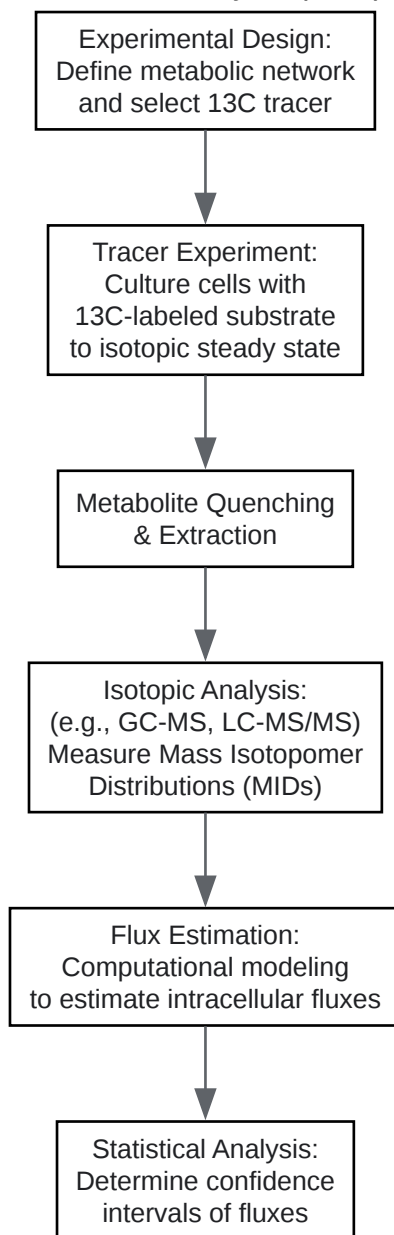 Experimental Design:
Define metabolic network
and select 13C tracer
Tracer Experiment:
Culture cells with
13C-labeled substrate
to isotopic steady state
Metabolite Quenching
& Extraction
Isotopic Analysis:
(e.g., GC-MS, LC-MS/MS)
Measure Mass Isotopomer
Distributions (MIDs)
Flux Estimation:
Computational modeling
to estimate intracellular fluxes
Statistical Analysis:
Determine confidence
intervals of fluxes